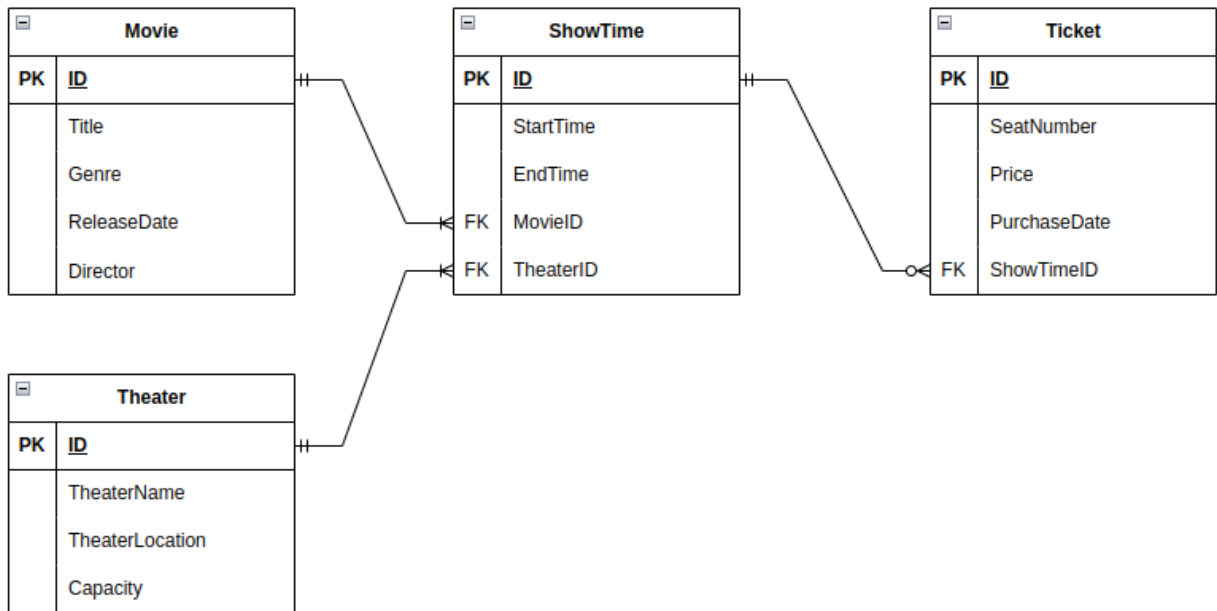 Movie
PK ID
Title
Genre
ReleaseDate
Director
ShowTime
PK ID
StartTime
EndTime
FK MovieID
FK TheaterID
Ticket
PK ID
SeatNumber
Price
PurchaseDate
FK ShowTimeID
Theater
PK ID
TheaterName
TheaterLocation
Capacity